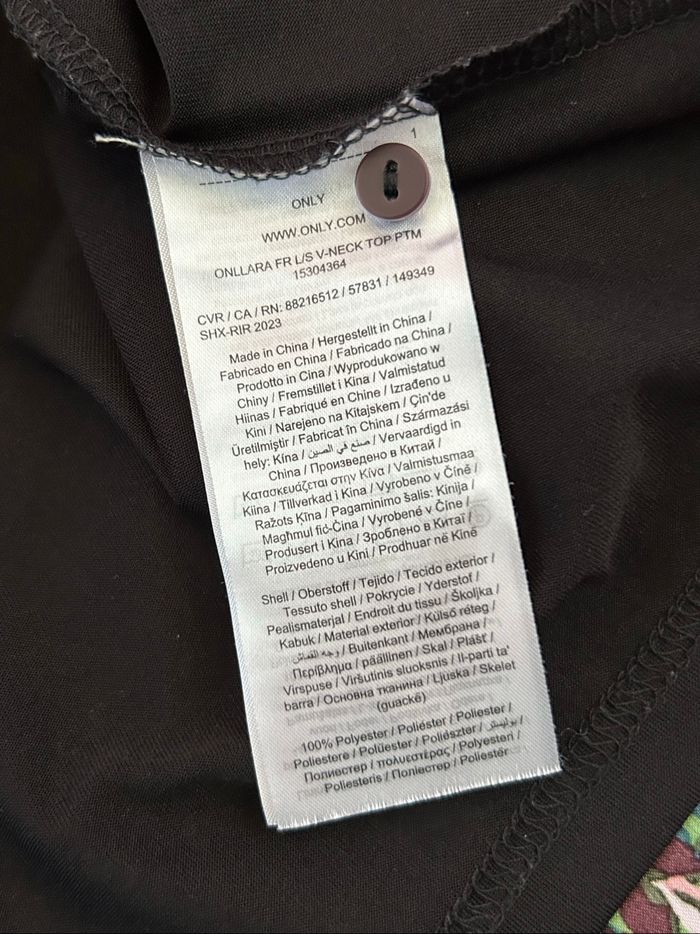 1
ONLY
WWW.ONLY.COM
ONLLARA FR L/S V-NECK TOP PTM
15304364
CVR / CA / RN: 88216512 / 57831 / 149349
SHX-RIR 2023
Made in China / Hergestellt in China /
Fabricado en China / Fabricado na China /
Prodotto in Cina / Wyprodukowano w
Chiny / Fremstillet i Kina / Valmistatud
Hiinas / Fabriqué en Chine / Izrađeno u
Kini / Narejeno na Kitajskem / Çin'de
Üretilmiştir / Fabricat în China / Származási
hely: Kína / صنع في الصين / Vervaardigd in
China / Произведено в Китай /
Κατασκευάζεται στην Κίνα / Valmistusmaa
Kiina / Tillverkad i Kina / Vyrobeno v Číně /
Ražots Ķīna / Pagaminimo šalis: Kinija /
Magħmul fiċ-Ċina / Vyrobené v Číne /
Produsert i Kina / Зроблено в Китаї /
Proizvedeno u Kini / Prodhuar në Kinë
Shell / Oberstoff / Tejido / Tecido exterior /
Tessuto shell / Pokrycie / Yderstof /
Pealismaterjal / Endroit du tissu / Školjka /
Kabuk / Material exterior / Külső réteg /
وجه القماش / Buitenkant / Мембрана /
Περίβλημα / päällinen / Skal / Plášť /
Virspuse / Viršutinis sluoksnis / Il-parti ta'
barra / Основна тканина / Ljuska / Skelet
(guackë)
100% Polyester / Poliéster / Poliester /
Poliestere / Polüester / Poliészter / بوليستر /
Полиестер / πολυεστέρας / Polyesteri /
Poliesteris / Поліестер / Poliestër